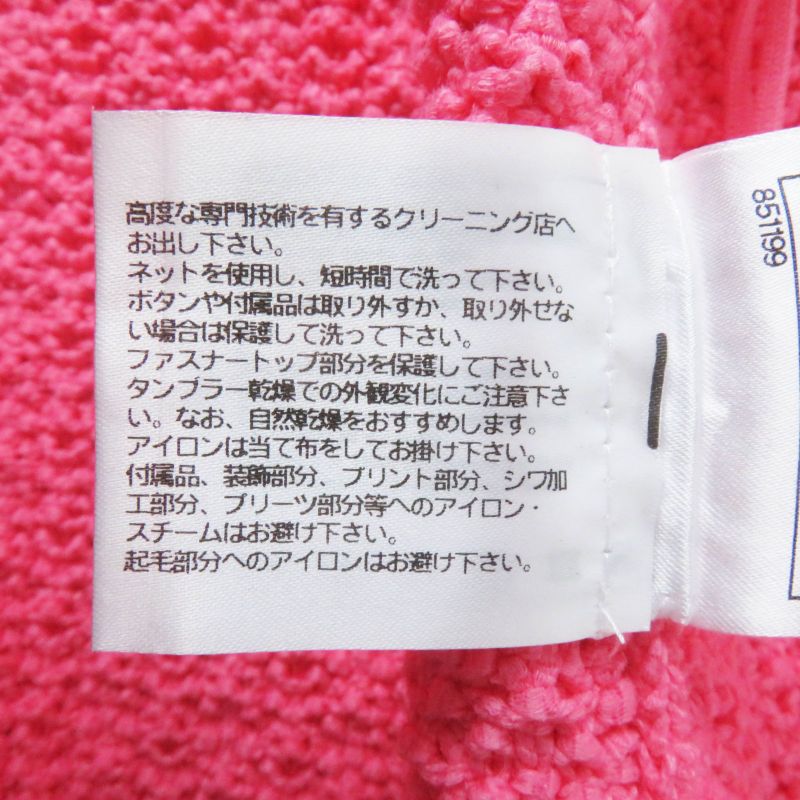 高度な専門技術を有するクリーニング店へ
お出し下さい。
ネットを使用し、短時間で洗って下さい。
ボタンや付属品は取り外すか、取り外せな
い場合は保護して洗って下さい。
ファスナートップ部分を保護して下さい。
タンブラー乾燥での外観変化にご注意下さ
い。なお、自然乾燥をおすすめします。
アイロンは当て布をしてお掛け下さい。
付属品、装飾部分、プリント部分、シワ加
工部分、プリーツ部分等へのアイロン・
スチームはお避け下さい。
起毛部分へのアイロンはお避け下さい。
851199